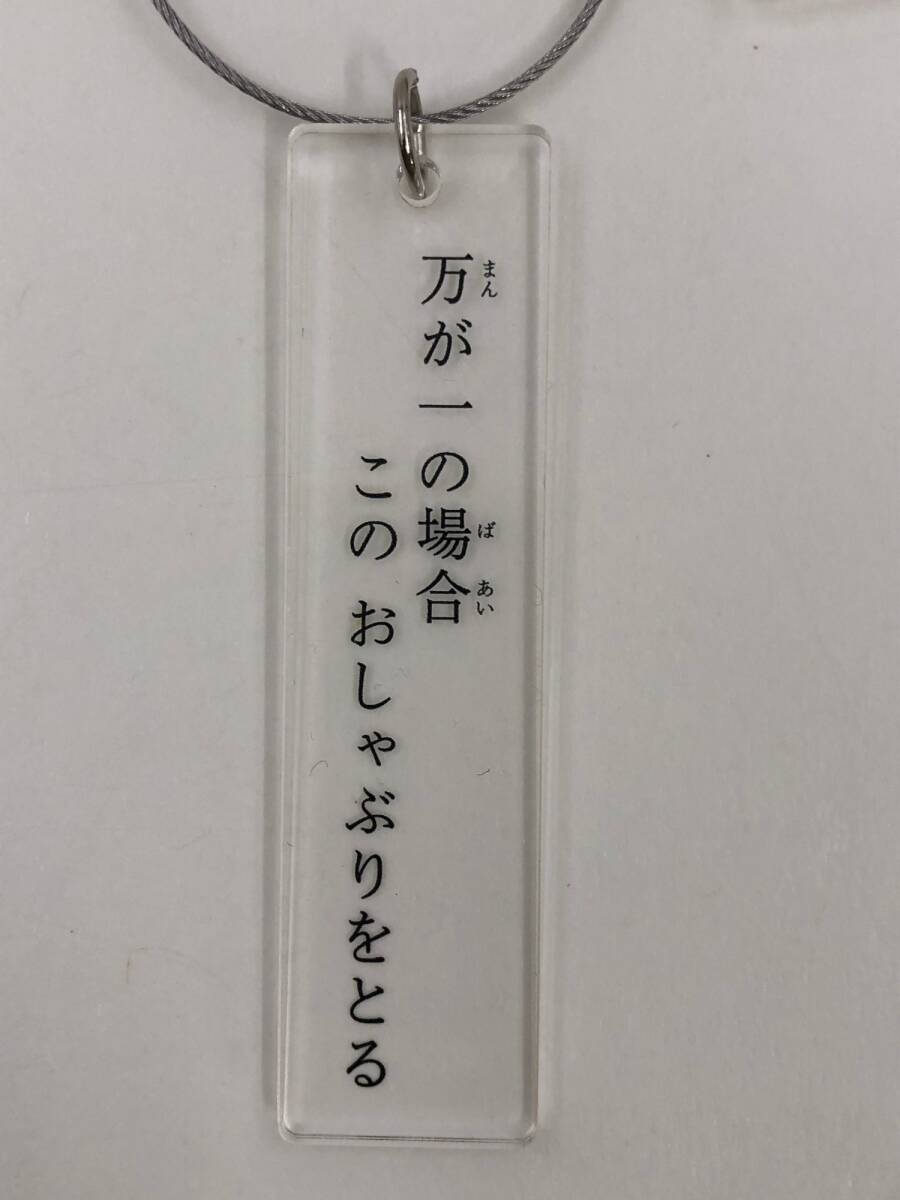 万が一の場合
この おしゃぶりをとる